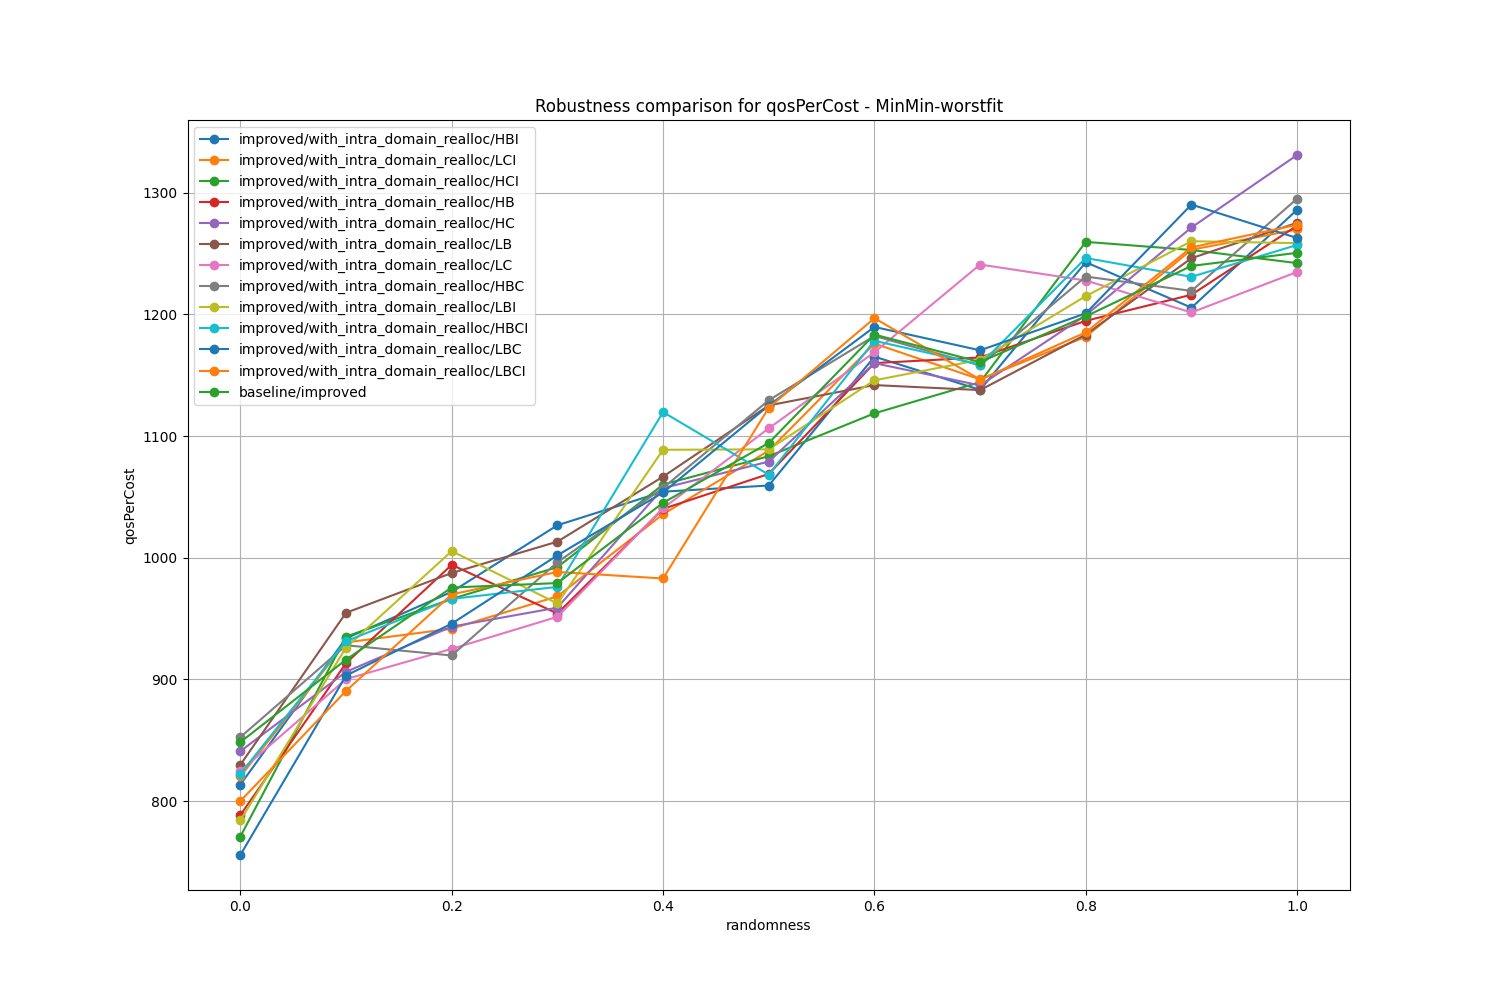 Robustness comparison for qosPerCost - MinMin-worstfit
improved/with_intra_domain_realloc/HBI
improved/with_intra_domain_realloc/LCI
improved/with_intra_domain_realloc/HCI
improved/with_intra_domain_realloc/HB
improved/with_intra_domain_realloc/HC
improved/with_intra_domain_realloc/LB
improved/with_intra_domain_realloc/LC
improved/with_intra_domain_realloc/HBC
improved/with_intra_domain_realloc/LBI
improved/with_intra_domain_realloc/HBCI
improved/with_intra_domain_realloc/LBC
improved/with_intra_domain_realloc/LBCI
baseline/improved
1300
1200
1100
1000
900
800
qosPerCost
0.0 0.2 0.4 0.6 0.8 1.0
randomness